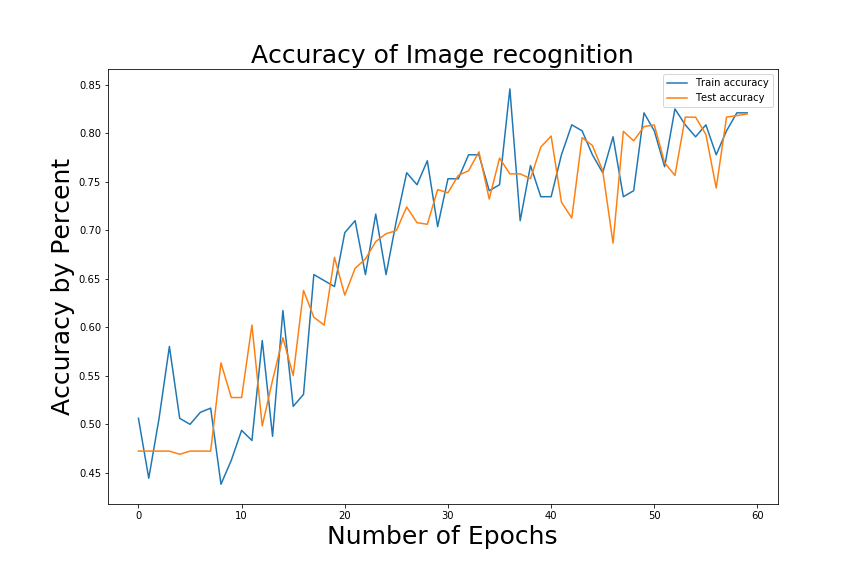 Accuracy of Image recognition
Train accuracy
Test accuracy
0.85
0.80
0.75
0.70
0.65
0.60
0.55
0.50
0.45
Accuracy by Percent
0 10 20 30 40 50 60
Number of Epochs